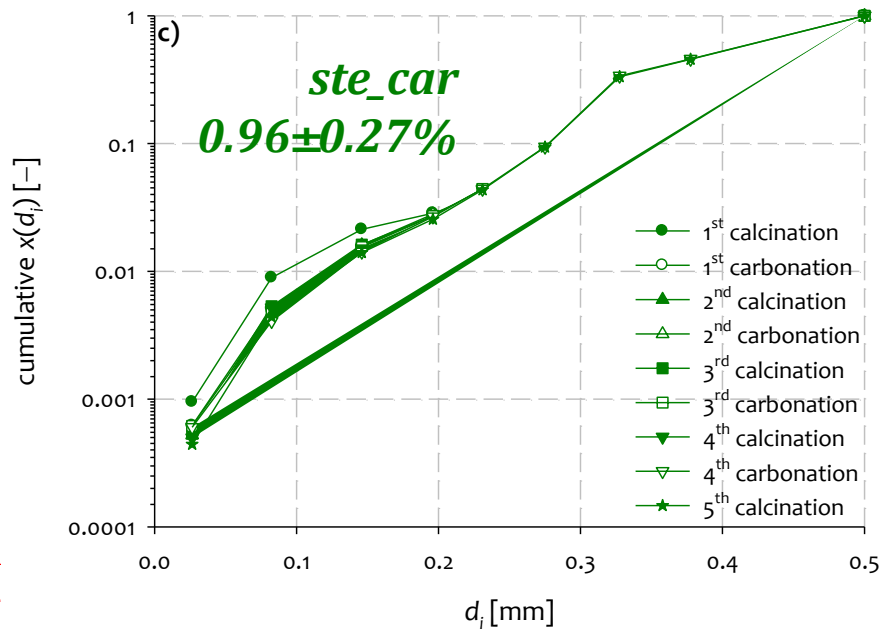 c)
ste_car
0.96±0.27%
cumulative x(dᵢ) [−]
1
0.1
0.01
0.001
0.0001
0.0
0.1
0.2
0.3
0.4
0.5
dᵢ [mm]
1ˢᵗ calcination
1ˢᵗ carbonation
2ⁿᵈ calcination
2ⁿᵈ carbonation
3ʳᵈ calcination
3ʳᵈ carbonation
4ᵗʰ calcination
4ᵗʰ carbonation
5ᵗʰ calcination